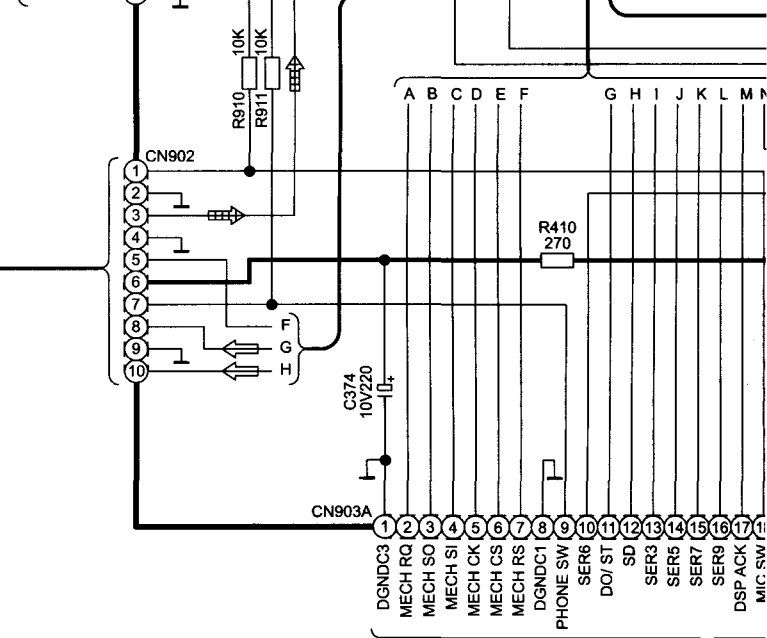 10K
10K
R910
R911
A B C D E F
G H I J K L M N
CN902
1
2
3
4
5
6
7
8
9
10
R410
270
F
G
H
C374
10V220
+
CN903A
1 2 3 4 5 6 7 8 9 10 11 12 13 14 15 16 17
DGNDC3
MECH RQ
MECH SO
MECH SI
MECH CK
MECH CS
MECH RS
DGNDC1
PHONE SW
SER6
DO/ ST
SD
SER3
SER5
SER7
SER9
DSP ACK
MIC SW